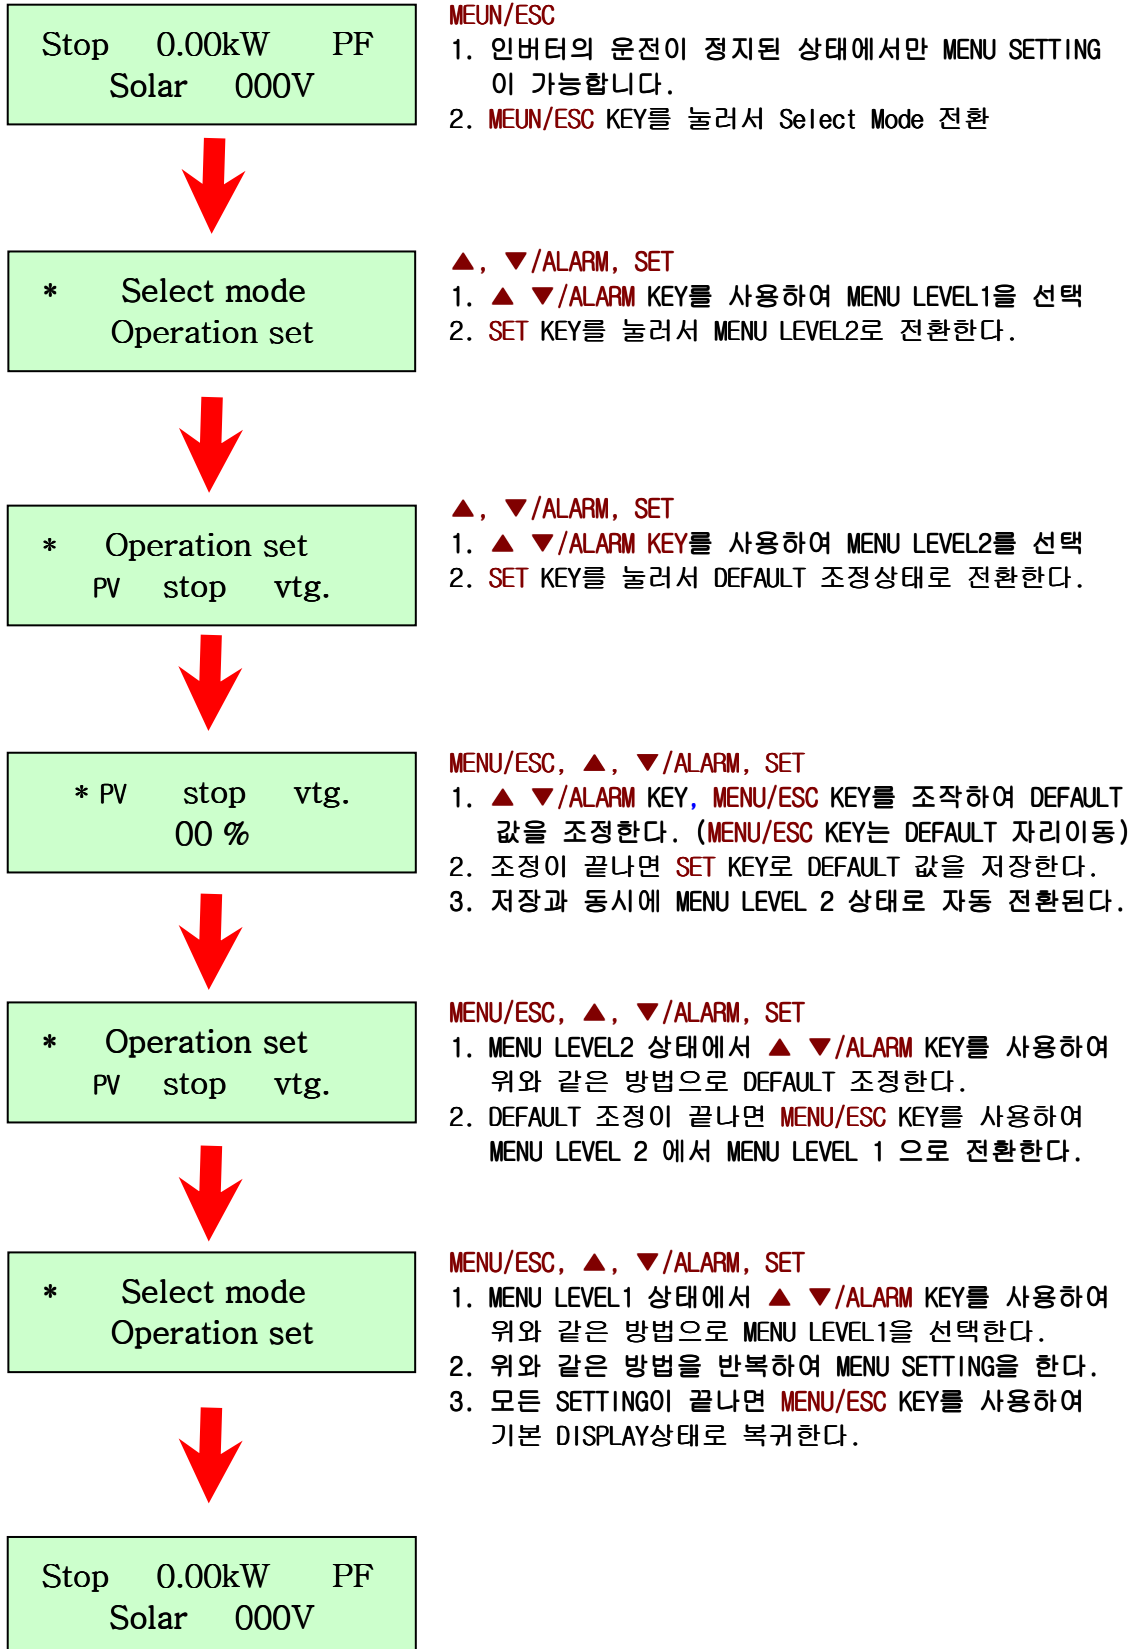 Stop 0.00kW PF
Solar 000V
MEUN/ESC
1. 인버터의 운전이 정지된 상태에서만 MENU SETTING
이 가능합니다.
2. MEUN/ESC KEY를 눌러서 Select Mode 전환
* Select mode
Operation set
▲, ▼/ALARM, SET
1. ▲ ▼/ALARM KEY를 사용하여 MENU LEVEL1을 선택
2. SET KEY를 눌러서 MENU LEVEL2로 전환한다.
* Operation set
PV stop vtg.
▲, ▼/ALARM, SET
1. ▲ ▼/ALARM KEY를 사용하여 MENU LEVEL2를 선택
2. SET KEY를 눌러서 DEFAULT 조정상태로 전환한다.
* PV stop vtg.
00 %
MENU/ESC, ▲, ▼/ALARM, SET
1. ▲ ▼/ALARM KEY, MENU/ESC KEY를 조작하여 DEFAULT
값을 조정한다. (MENU/ESC KEY는 DEFAULT 자리이동)
2. 조정이 끝나면 SET KEY로 DEFAULT 값을 저장한다.
3. 저장과 동시에 MENU LEVEL 2 상태로 자동 전환된다.
* Operation set
PV stop vtg.
MENU/ESC, ▲, ▼/ALARM, SET
1. MENU LEVEL2 상태에서 ▲ ▼/ALARM KEY를 사용하여
위와 같은 방법으로 DEFAULT 조정한다.
2. DEFAULT 조정이 끝나면 MENU/ESC KEY를 사용하여
MENU LEVEL 2 에서 MENU LEVEL 1 으로 전환한다.
* Select mode
Operation set
MENU/ESC, ▲, ▼/ALARM, SET
1. MENU LEVEL1 상태에서 ▲ ▼/ALARM KEY를 사용하여
위와 같은 방법으로 MENU LEVEL1을 선택한다.
2. 위와 같은 방법을 반복하여 MENU SETTING을 한다.
3. 모든 SETTING이 끝나면 MENU/ESC KEY를 사용하여
기본 DISPLAY상태로 복귀한다.
Stop 0.00kW PF
Solar 000V